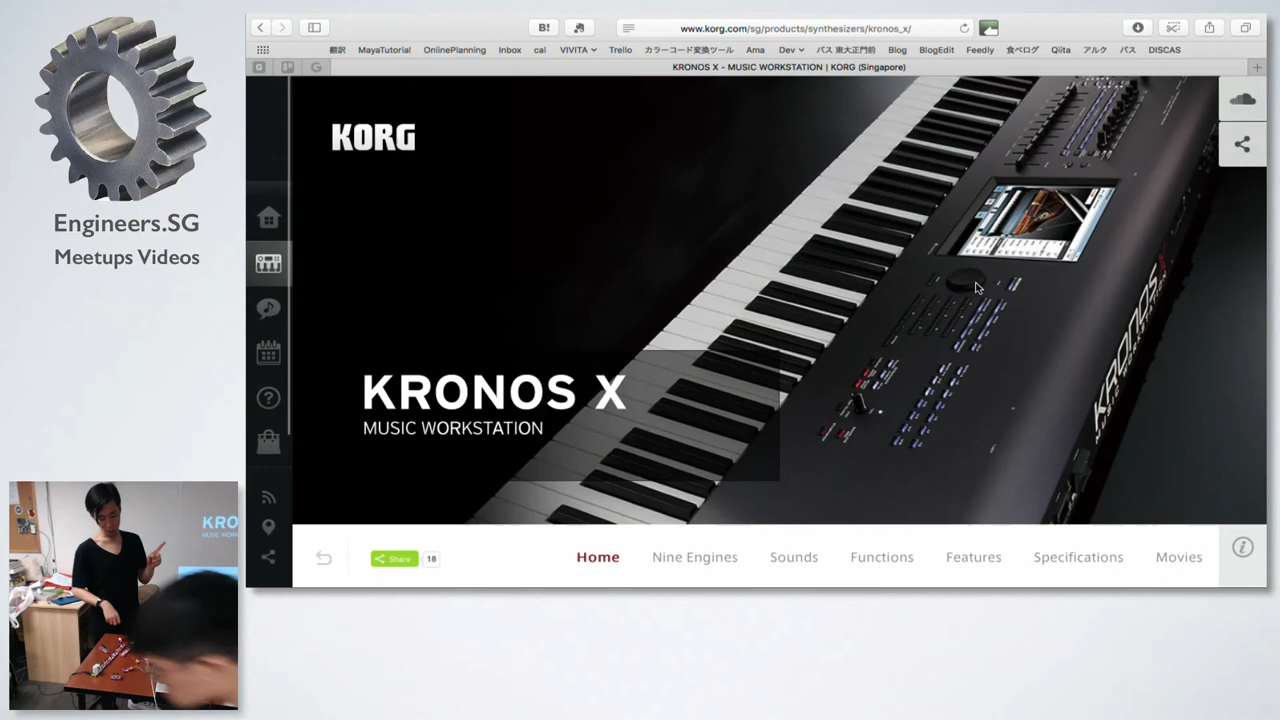 Engineers.SG
Meetups Videos
B!
www.korg.com/sg/products/synthesizers/kronos_x/
翻訳 MayaTutorial OnlinePlanning Inbox cal VIVITA Trello カラーコード変換ツール Ama Dev バス 東大正門前 Blog BlogEdit Feedly 食べログ Qiita アルク バス DISCAS
KRONOS X - MUSIC WORKSTATION | KORG (Singapore)
KORG
KRONOS X
MUSIC WORKSTATION
KRONOS X
Share 18
Home Nine Engines Sounds Functions Features Specifications Movies